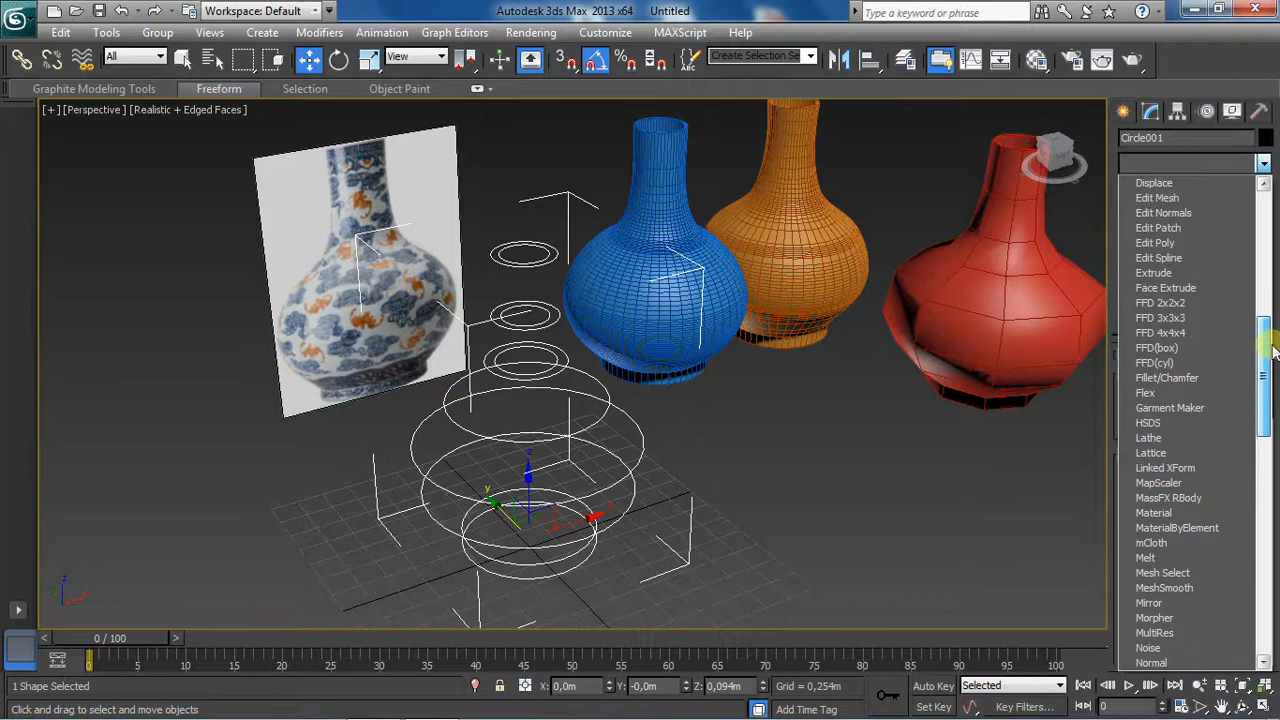 Workspace: Default
Autodesk 3ds Max 2013 x64
Untitled
Type a keyword or phrase
Edit
Tools
Group
Views
Create
Modifiers
Animation
Graph Editors
Rendering
Customize
MAXScript
Help
All
View
3
Create Selection Se
Graphite Modeling Tools
Freeform
Selection
Object Paint
[+] [Perspective] [Realistic + Edged Faces]
Circle001
Displace
Edit Mesh
Edit Normals
Edit Patch
Edit Poly
Edit Spline
Extrude
Face Extrude
FFD 2x2x2
FFD 3x3x3
FFD 4x4x4
FFD(box)
FFD(cyl)
Fillet/Chamfer
Flex
Garment Maker
HSDS
Lathe
Lattice
Linked XForm
MapScaler
MassFX RBody
Material
MaterialByElement
mCloth
Melt
Mesh Select
MeshSmooth
Mirror
Morpher
MultiRes
Noise
Normal
z
y
z
0 / 100
0 5 10 15 20 25 30 35 40 45 50 55 60 65 70 75 80 85 90 95 100
1 Shape Selected
X: 0,0m
Y: -0,0m
Z: 0,094m
Grid = 0,254m
Auto Key
Selected
Click and drag to select and move objects
Add Time Tag
Set Key
Key Filters...
0